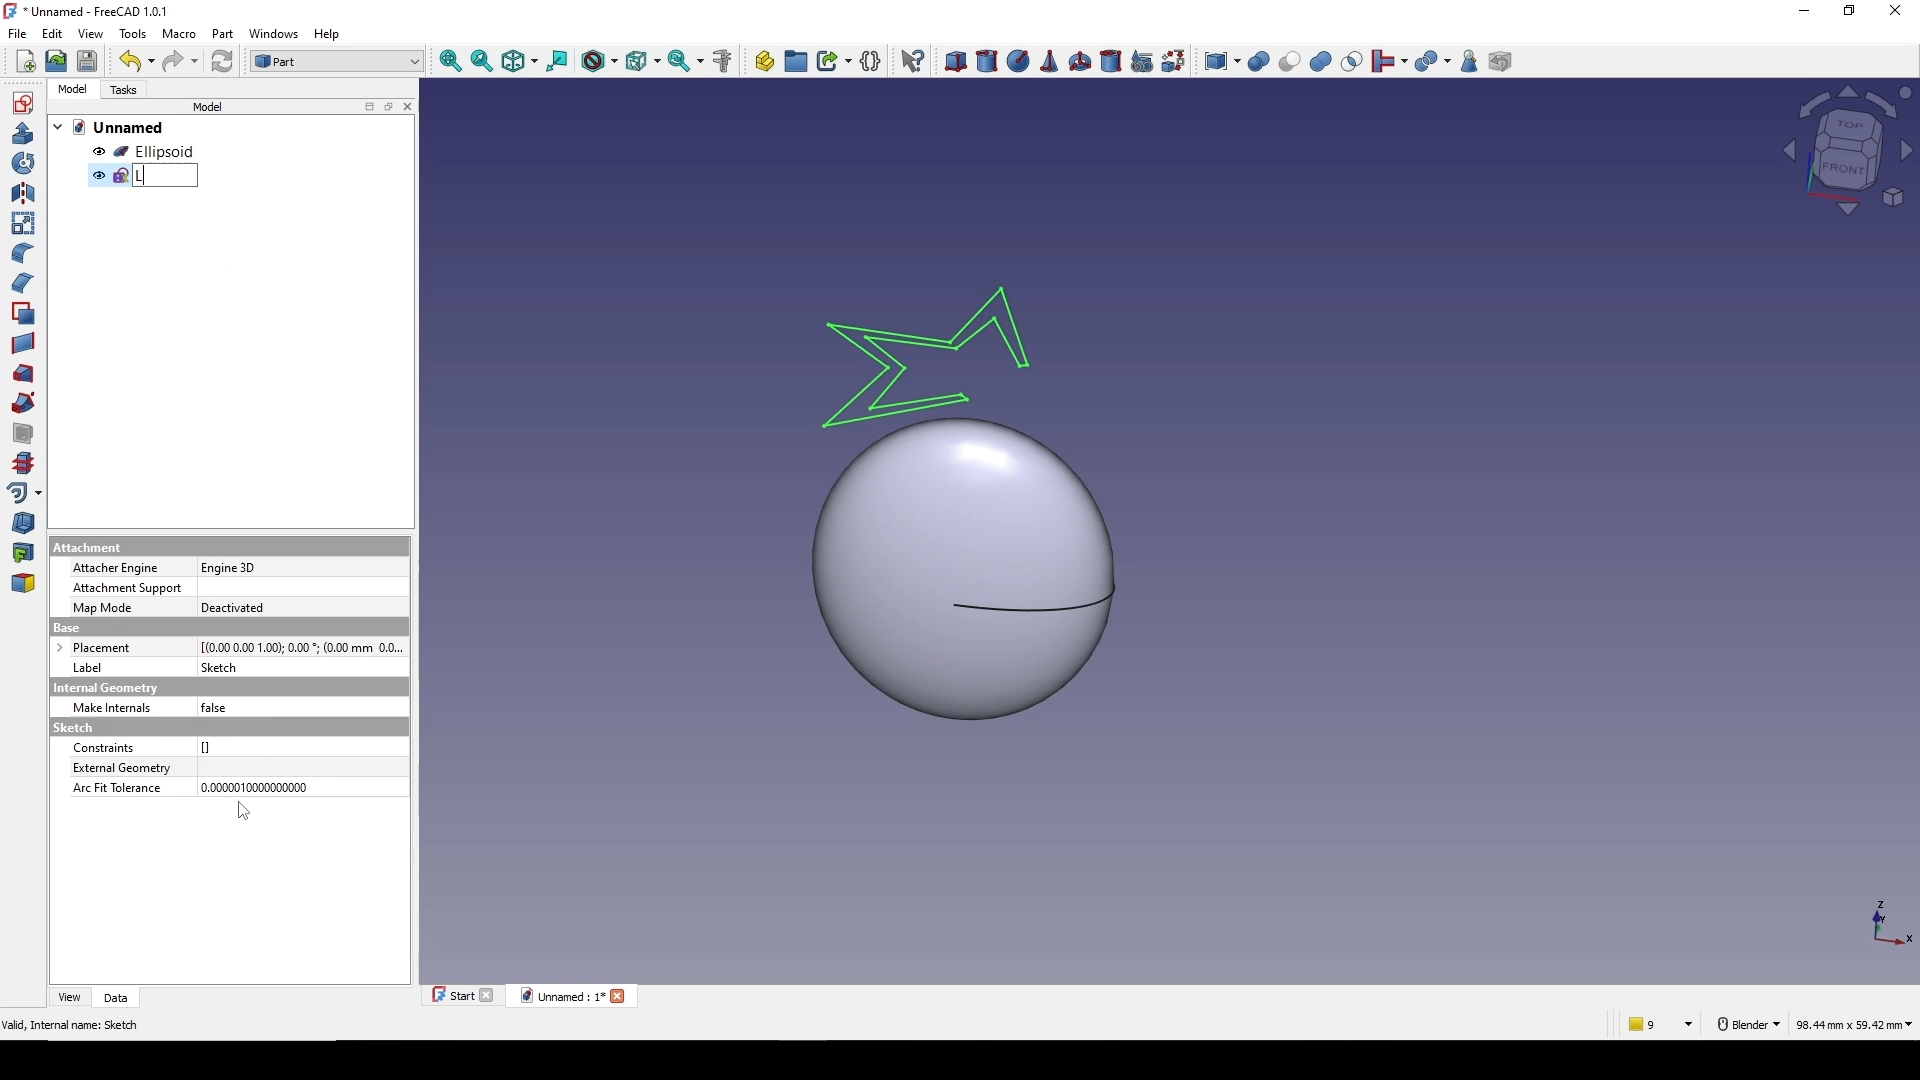 * Unnamed - FreeCAD 1.0.1
File Edit View Tools Macro Part Windows Help
Part
Model Tasks
Model
Unnamed
Ellipsoid
L
Attachment
Attacher Engine Engine 3D
Attachment Support
Map Mode Deactivated
Base
Placement [(0.00 0.00 1.00); 0.00 °; (0.00 mm 0.0...
Label Sketch
Internal Geometry
Make Internals false
Sketch
Constraints []
External Geometry
Arc Fit Tolerance 0.0000010000000000
View Data
TOP
FRONT
Z
Y
X
Start Unnamed : 1*
Valid, Internal name: Sketch
9 Blender 98.44 mm x 59.42 mm